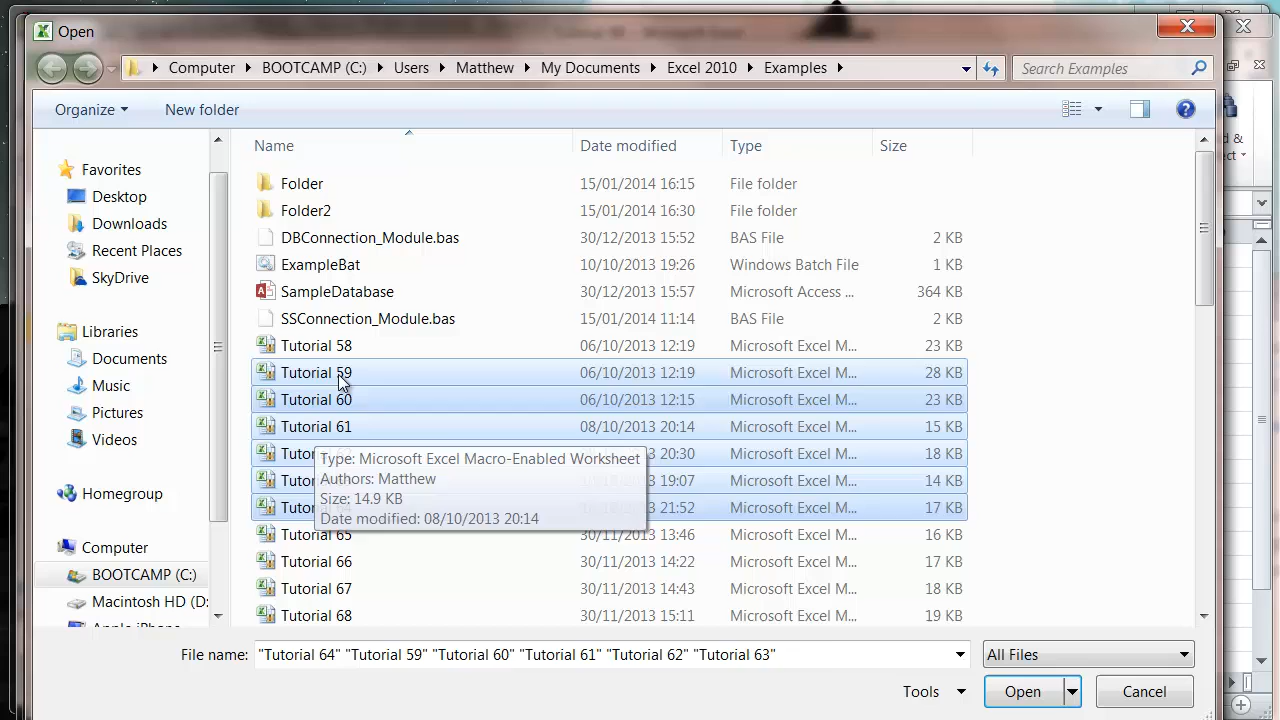 Open
Computer BOOTCAMP (C:) Users Matthew My Documents Excel 2010 Examples
Search Examples
Organize New folder
Name Date modified Type Size
Favorites
Desktop
Downloads
Recent Places
SkyDrive
Libraries
Documents
Music
Pictures
Videos
Homegroup
Computer
BOOTCAMP (C:)
Macintosh HD (D:
Folder 15/01/2014 16:15 File folder
Folder2 15/01/2014 16:30 File folder
DBConnection_Module.bas 30/12/2013 15:52 BAS File 2 KB
ExampleBat 10/10/2013 19:26 Windows Batch File 1 KB
SampleDatabase 30/12/2013 15:57 Microsoft Access ... 364 KB
SSConnection_Module.bas 15/01/2014 11:14 BAS File 2 KB
Tutorial 58 06/10/2013 12:19 Microsoft Excel M... 23 KB
Tutorial 59 06/10/2013 12:19 Microsoft Excel M... 28 KB
Tutorial 60 06/10/2013 12:15 Microsoft Excel M... 23 KB
Tutorial 61 08/10/2013 20:14 Microsoft Excel M... 15 KB
20:30 Microsoft Excel M... 18 KB
19:07 Microsoft Excel M... 14 KB
21:52 Microsoft Excel M... 17 KB
Type: Microsoft Excel Macro-Enabled Worksheet
Authors: Matthew
Size: 14.9 KB
Date modified: 08/10/2013 20:14
Tutorial 65 30/11/2013 13:46 Microsoft Excel M... 16 KB
Tutorial 66 30/11/2013 14:22 Microsoft Excel M... 18 KB
Tutorial 67 30/11/2013 14:43 Microsoft Excel M... 18 KB
Tutorial 68 30/11/2013 15:11 Microsoft Excel M... 19 KB
File name: "Tutorial 64" "Tutorial 59" "Tutorial 60" "Tutorial 61" "Tutorial 62" "Tutorial 63"
All Files
Tools Open Cancel